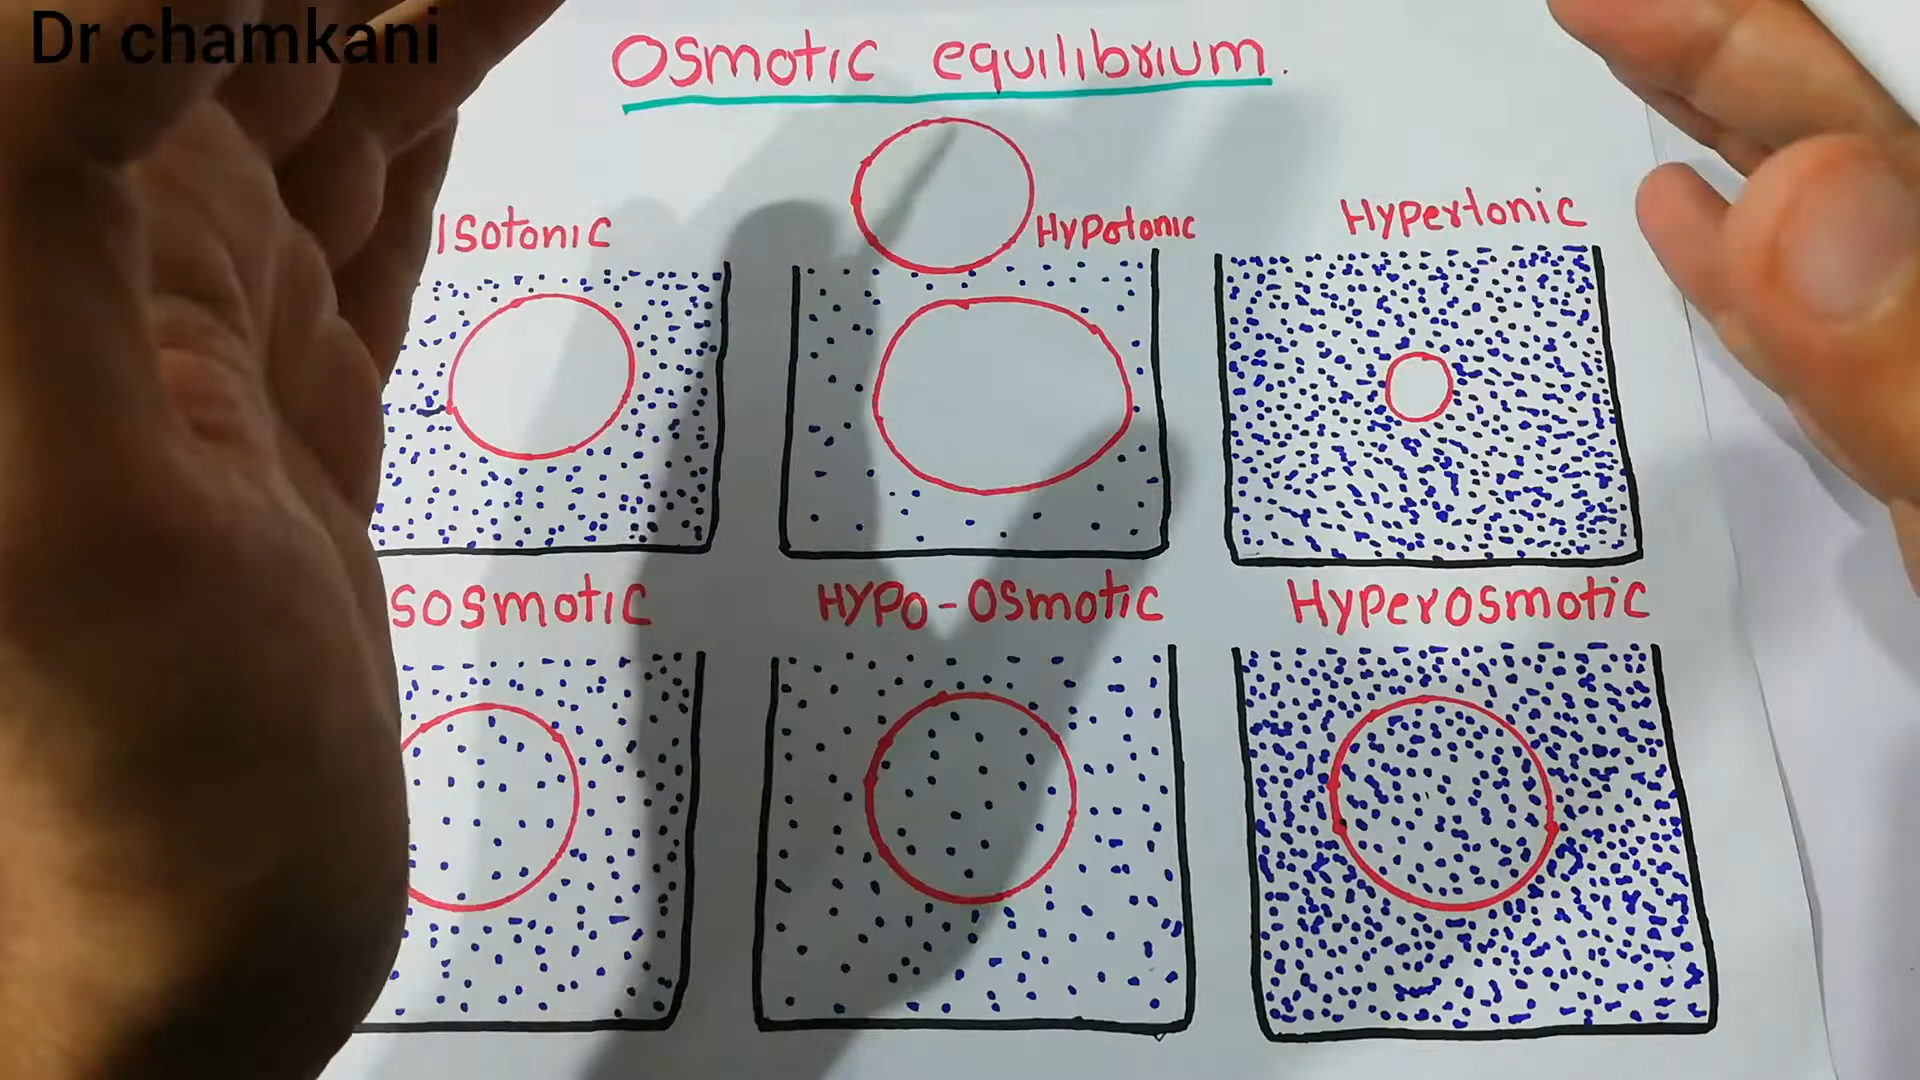 Dr chamkani
Osmotic equilibrium.
Isotonic
Hypotonic
Hypertonic
sosmotic
Hypo-osmotic
Hyperosmotic